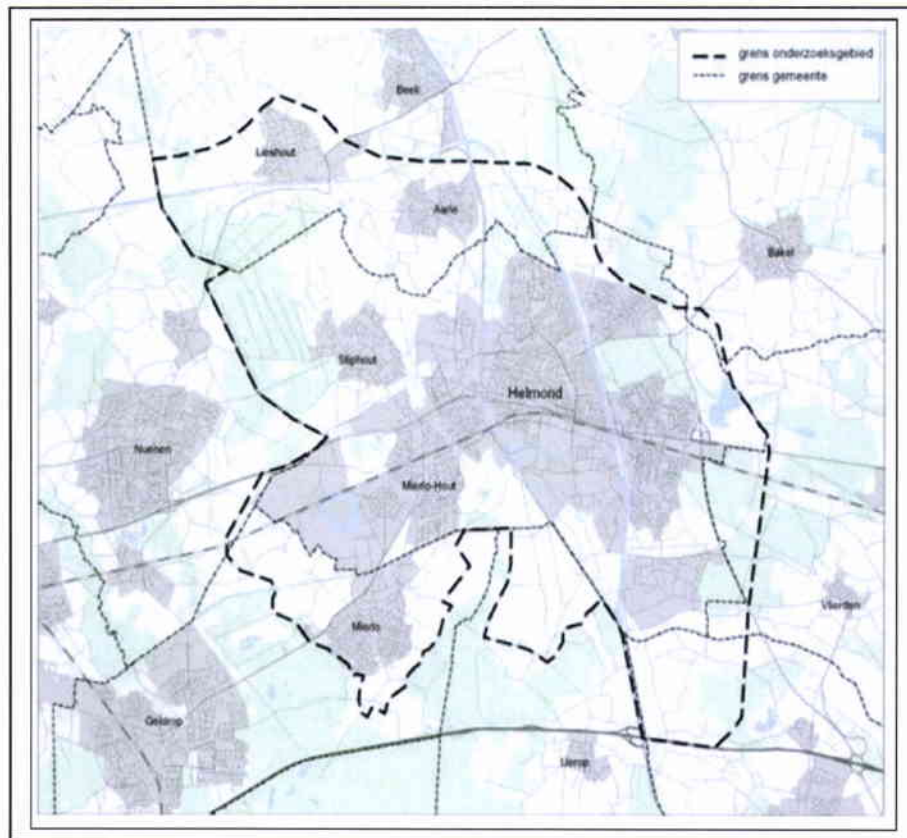 grens onderzoeksgebied
grens gemeente
Beek
Lieshout
Aarle
Bakel
Stiphout
Helmond
Nuenen
Mierlo-Hout
Vlierden
Mierlo
Geldrop
Lierop